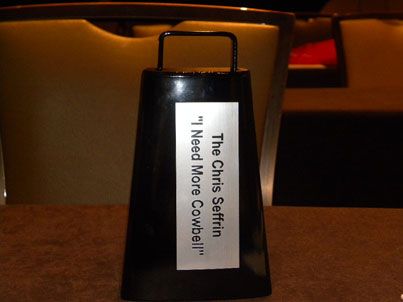 The Chris Seffrin
"I Need More Cowbell"